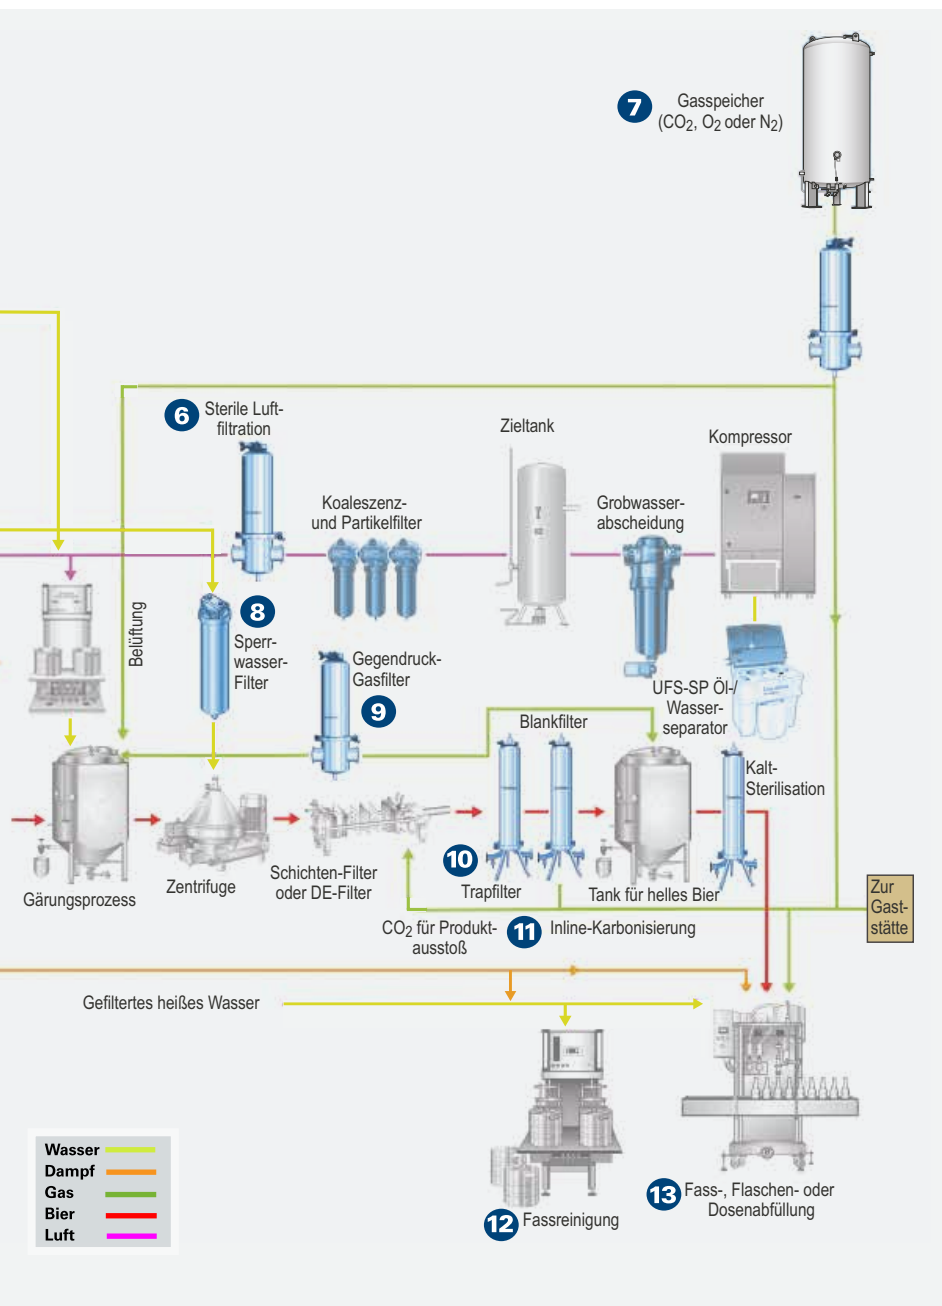 7
Gasspeicher
(CO2, O2 oder N2)
6
Sterile Luft-
filtration
Zieltank
Kompressor
Koaleszenz-
und Partikelfilter
Grobwasser-
abscheidung
Belüftung
8
Sperr-
wasser-
Filter
Gegendruck-
Gasfilter
9
UFS-SP Öl-/
Wasser-
separator
Blankfilter
Kalt-
Sterilisation
Gärungsprozess
Zentrifuge
Schichten-Filter
oder DE-Filter
10
Trapfilter
Tank für helles Bier
Zur
Gast-
stätte
CO2 für Produkt-
ausstoß
11
Inline-Karbonisierung
Gefiltertes heißes Wasser
Wasser
Dampf
Gas
Bier
Luft
12
Fassreinigung
13
Fass-, Flaschen- oder
Dosenabfüllung